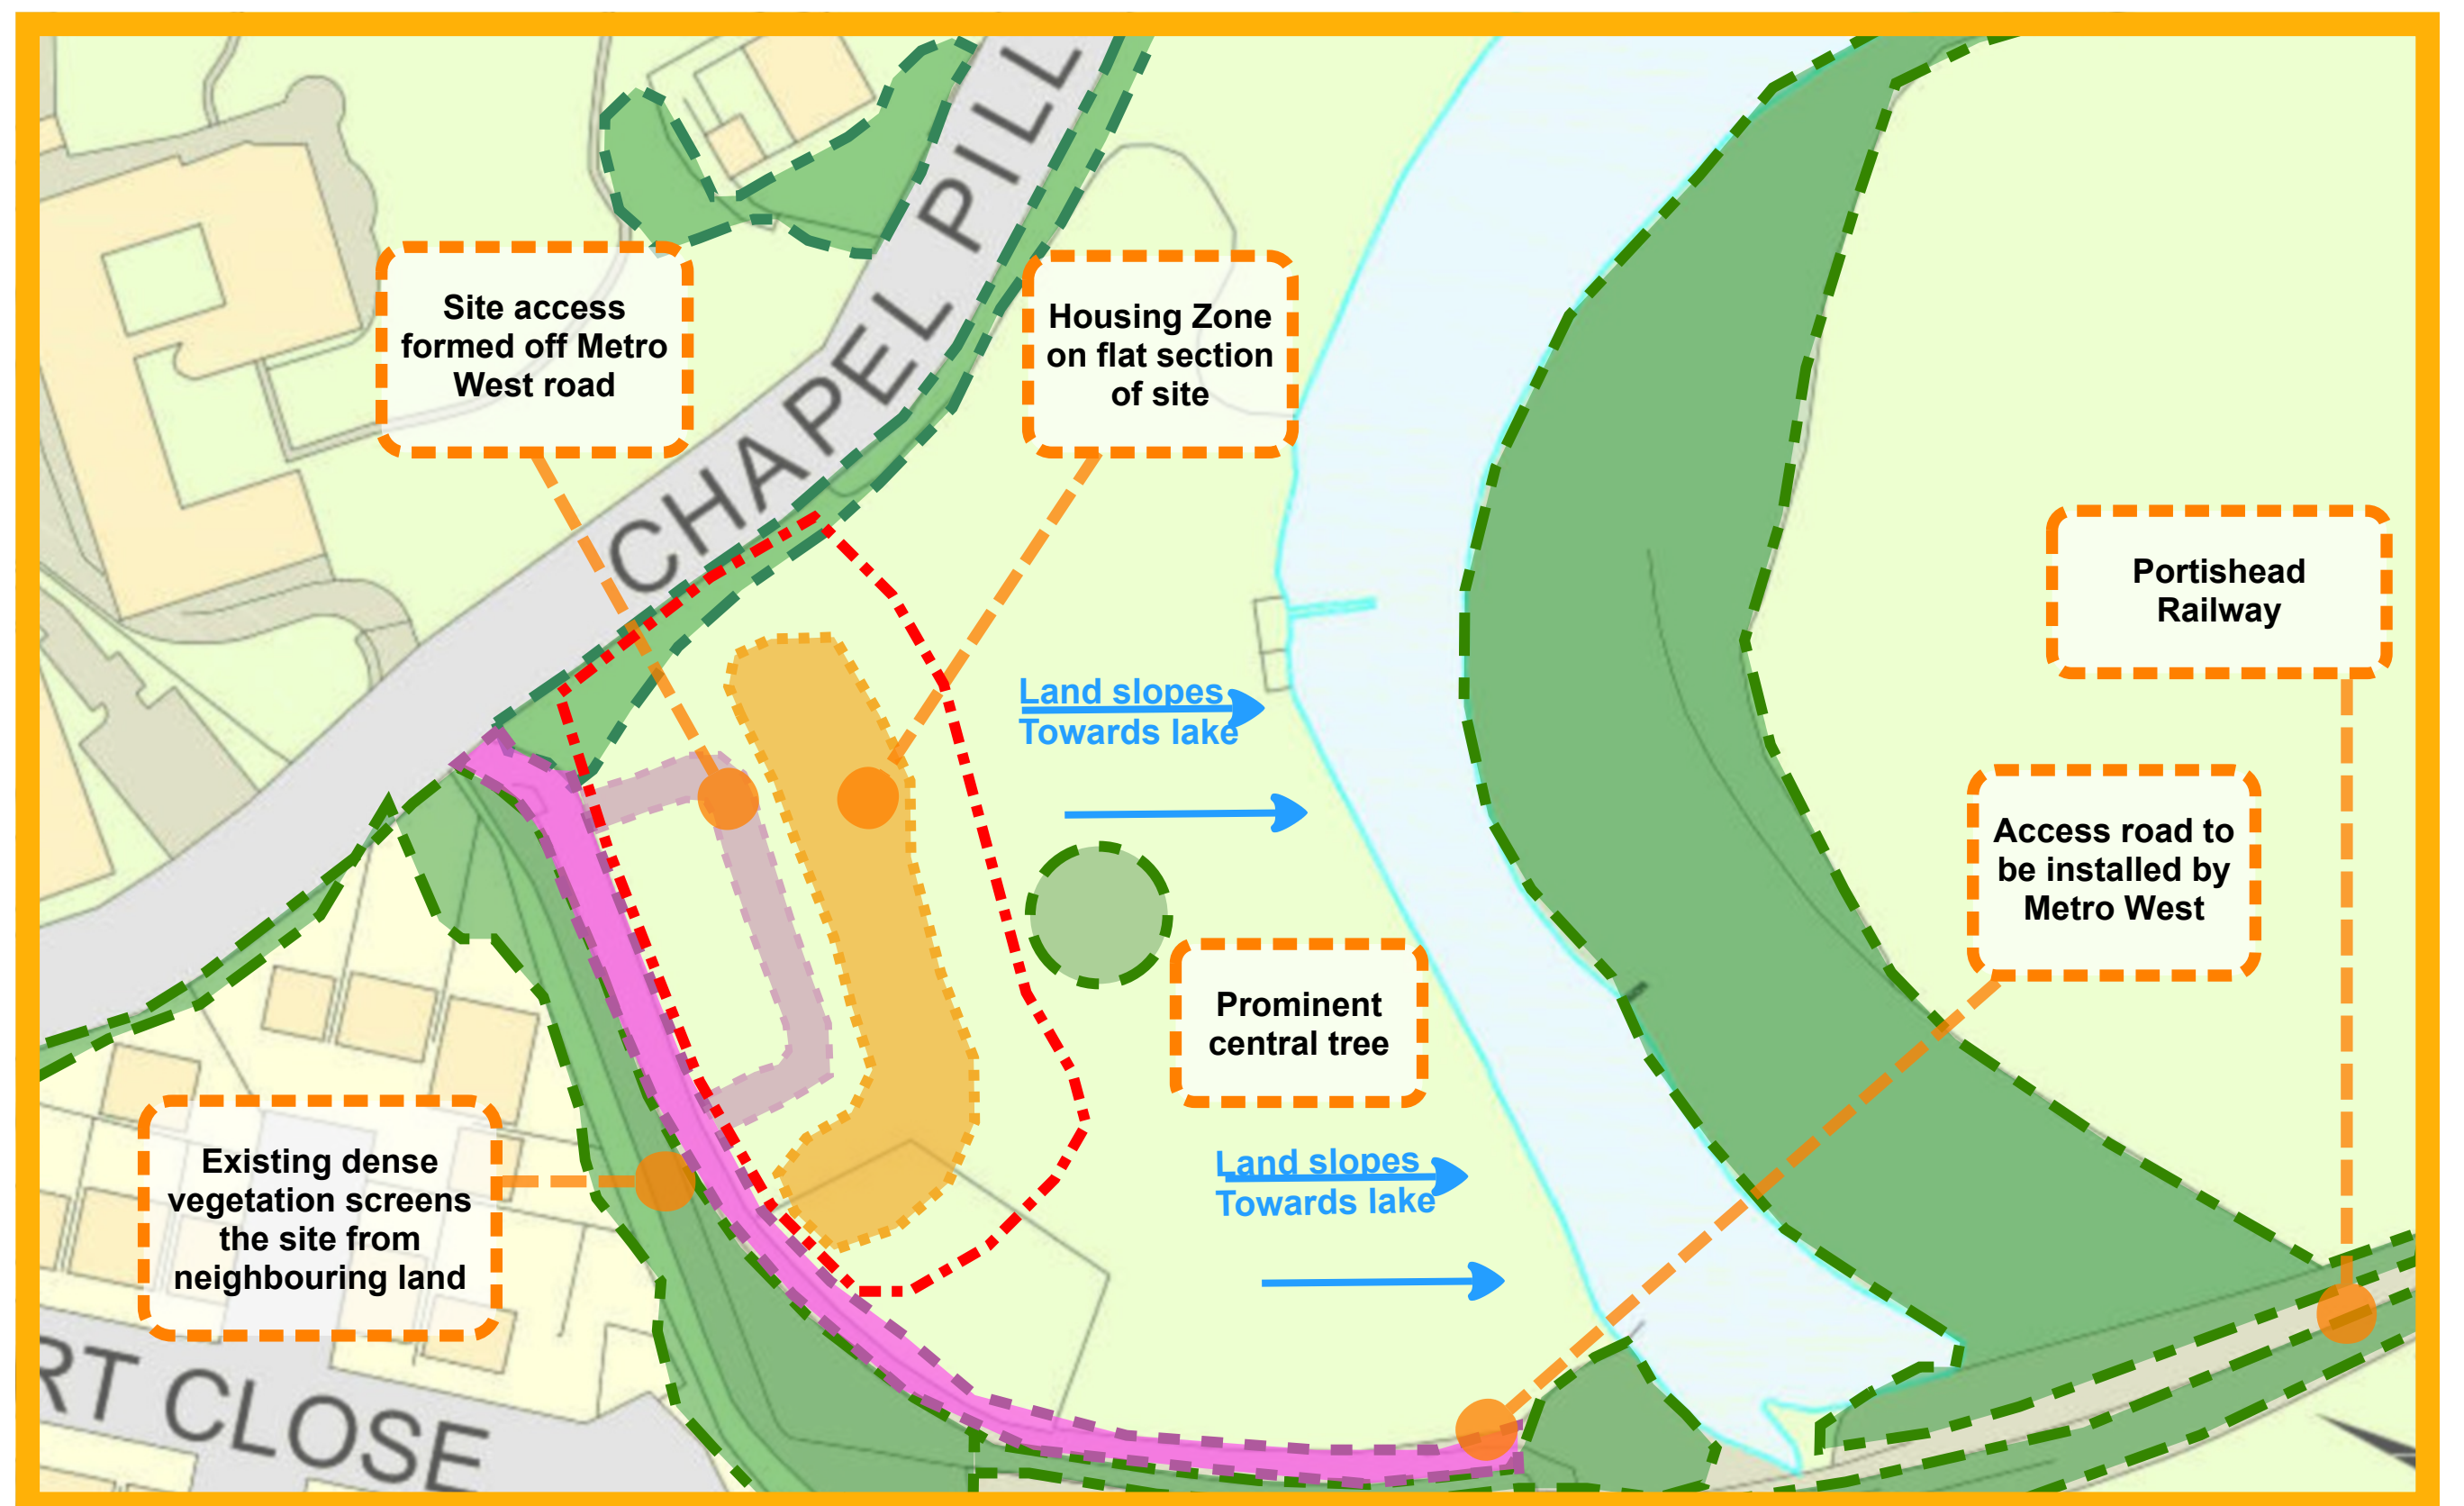 CHAPEL PILL
Site access
formed off Metro
West road
Housing Zone
on flat section
of site
Portishead
Railway
Land slopes
Towards lake
Access road to
be installed by
Metro West
Prominent
central tree
Existing dense
vegetation screens
the site from
neighbouring land
Land slopes
Towards lake
RT CLOSE